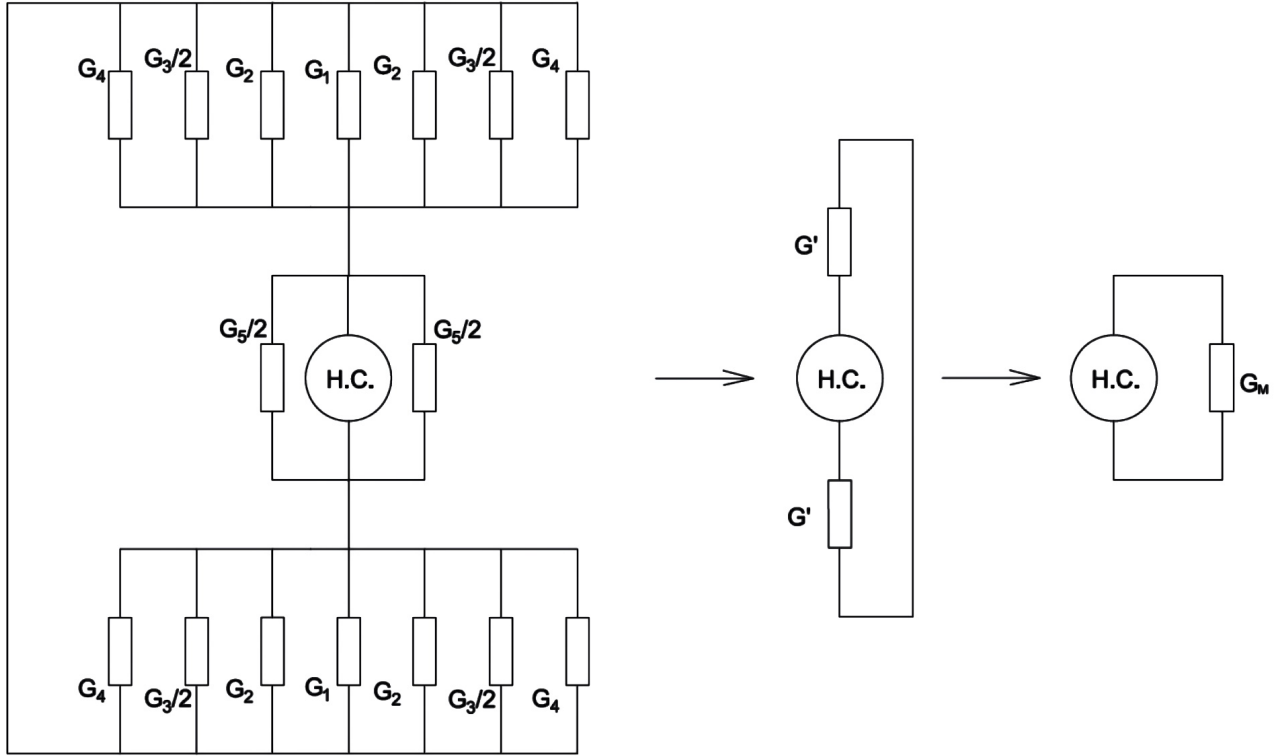 G₄ G₃/2 G₂ G₁ G₂ G₃/2 G₄
G'
G₅/2 G₅/2
H.C. H.C. H.C. Gм
G'
G₄ G₃/2 G₂ G₁ G₂ G₃/2 G₄